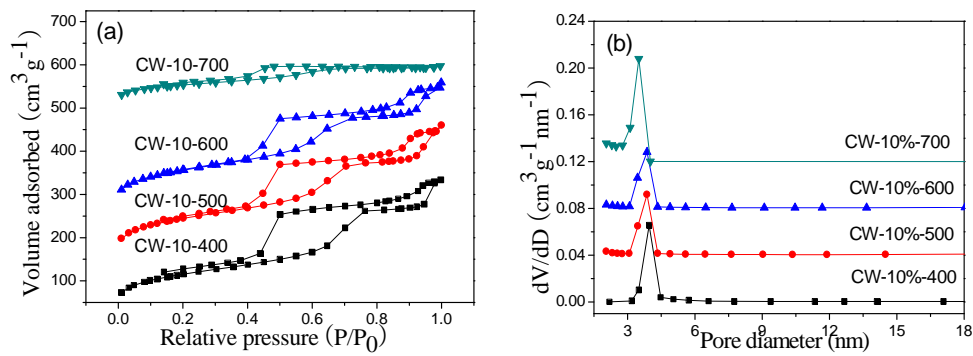 (a)
700
600
500
400
300
200
100
Volume adsorbed (cm³ g⁻¹)
CW-10-700
CW-10-600
CW-10-500
CW-10-400
0.0 0.2 0.4 0.6 0.8 1.0
Relative pressure (P/P₀)
(b)
0.24
0.20
0.16
0.12
0.08
0.04
0.00
dV/dD (cm³g⁻¹nm⁻¹)
CW-10%-700
CW-10%-600
CW-10%-500
CW-10%-400
3 6 9 12 15 18
Pore diameter (nm)